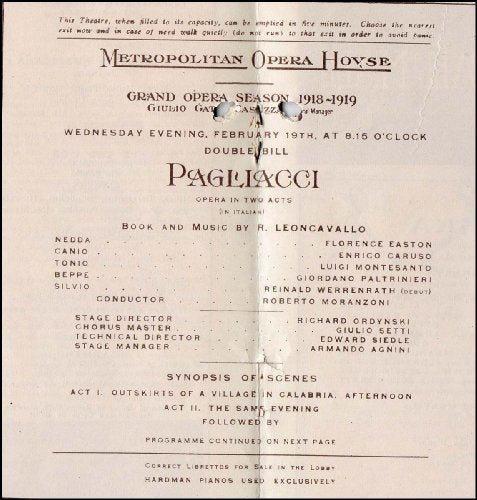 This Theatre, when filled to its capacity, can be emptied in five minutes. Choose the nearest
exit now and in case of need walk quietly (do not run) to that exit in order to avoid panic
METROPOLITAN OPERA HOVSE
GRAND OPERA SEASON 1918-1919
GIULIO Manager
WEDNESDAY EVENING, FEBRUARY 19TH, AT 8.15 O'CLOCK
DOUBLE BILL
PAGLIACCI
OPERA IN TWO ACTS
(IN ITALIAN)
BOOK AND MUSIC BY R. LEONCAVALLO
NEDDA . . . . . . . . . . FLORENCE EASTON
CANIO . . . . . . . . . . ENRICO CARUSO
TONIO . . . . . . . . . . LUIGI MONTESANTO
BEPPE . . . . . . . . . . GIORDANO PALTRINIERI
SILVIO . . . . . . . . . . REINALD WERRENRATH (DEBUT)
CONDUCTOR . . . . . . ROBERTO MORANZONI
STAGE DIRECTOR . . . . . . RICHARD ORDYNSKI
CHORUS MASTER . . . . . . GIULIO SETTI
TECHNICAL DIRECTOR . . . . . . EDWARD SIEDLE
STAGE MANAGER . . . . . . ARMANDO AGNINI
SYNOPSIS OF SCENES
ACT I. OUTSKIRTS OF A VILLAGE IN CALABRIA. AFTERNOON
ACT II. THE SAME EVENING
FOLLOWED BY
PROGRAMME CONTINUED ON NEXT PAGE
CORRECT LIBRETTOS FOR SALE IN THE LOBBY
HARDMAN PIANOS USED EXCLUSIVELY